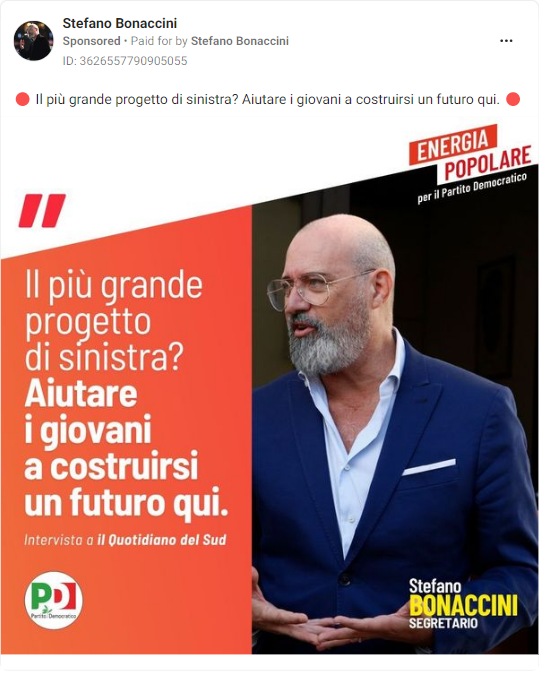 Stefano Bonaccini
Sponsored • Paid for by Stefano Bonaccini
ID: 3626557790905055
🔴 Il più grande progetto di sinistra? Aiutare i giovani a costruirsi un futuro qui. 🔴
ENERGIA
POPOLARE
per il Partito Democratico
Il più grande
progetto
di sinistra?
Aiutare
i giovani
a costruirsi
un futuro qui.
Intervista a il Quotidiano del Sud
PD
Partito Democratico
Stefano
BONACCINI
SEGRETARIO